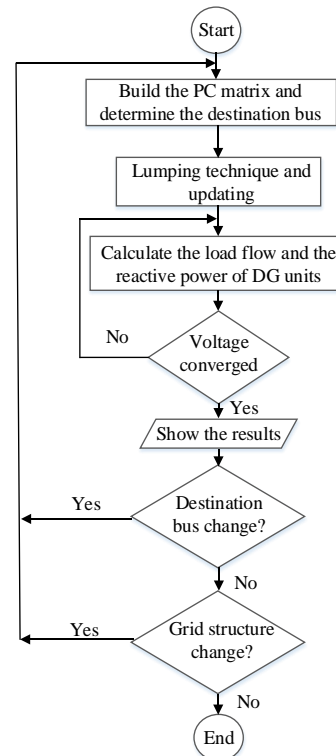 Start
Build the PC matrix and
determine the destination bus
Lumping technique and
updating
Calculate the load flow and the
reactive power of DG units
No
Voltage
converged
Yes
Show the results
Yes
Destination
bus change?
No
Yes
Grid structure
change?
No
End